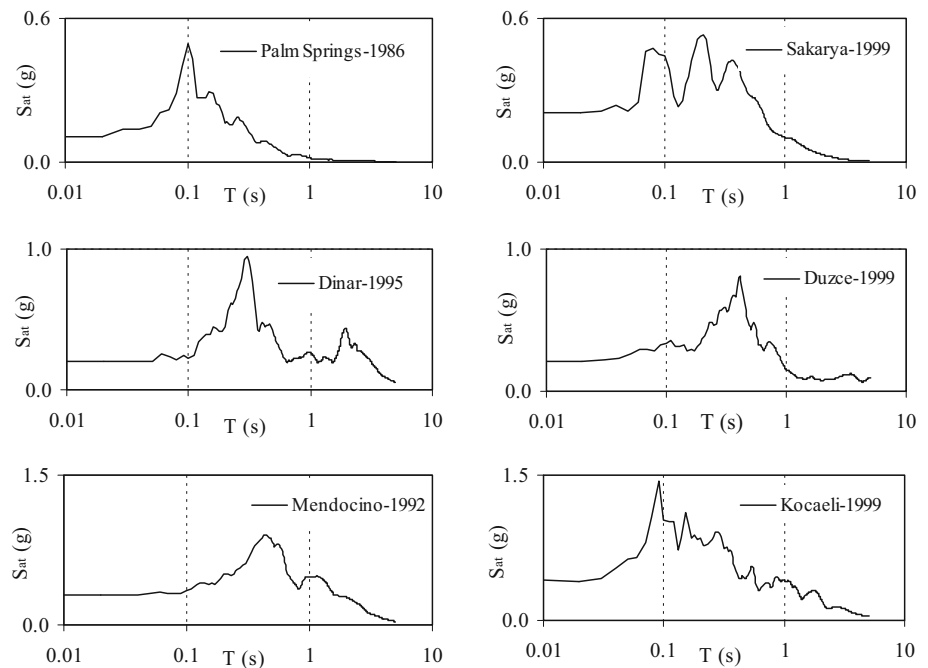 0.6
Sat (g)
Palm Springs-1986
0.0
0.01
0.1
T (s)
1
10
0.6
Sat (g)
Sakarya-1999
0.0
0.01
0.1
T (s)
1
10
1.0
Sat (g)
Dinar-1995
0.0
0.01
0.1
T (s)
1
10
1.0
Sat (g)
Duzce-1999
0.0
0.01
0.1
T (s)
1
10
1.5
Sat (g)
Mendocino-1992
0.0
0.01
0.1
T (s)
1
10
1.5
Sat (g)
Kocaeli-1999
0.0
0.01
0.1
T (s)
1
10